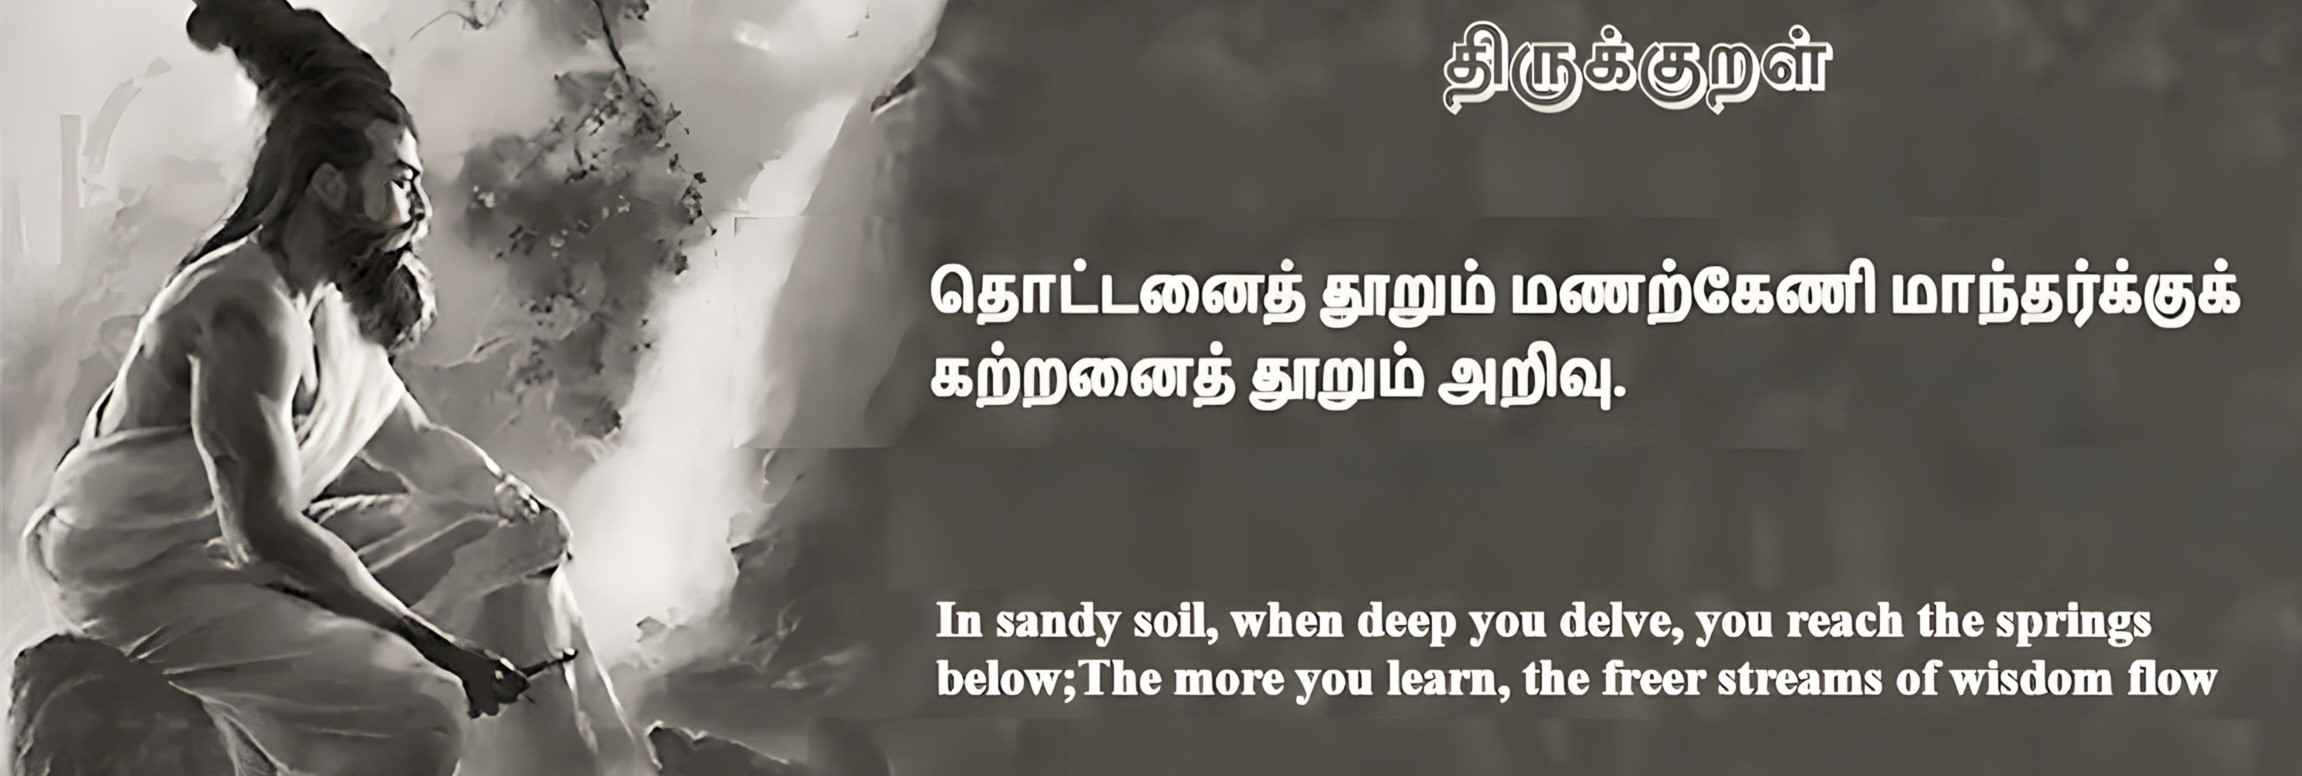 திருக்குறள்
தொட்டனைத் தூறும் மணற்கேணி மாந்தர்க்குக்
கற்றனைத் தூறும் அறிவு.
In sandy soil, when deep you delve, you reach the springs
below;The more you learn, the freer streams of wisdom flow